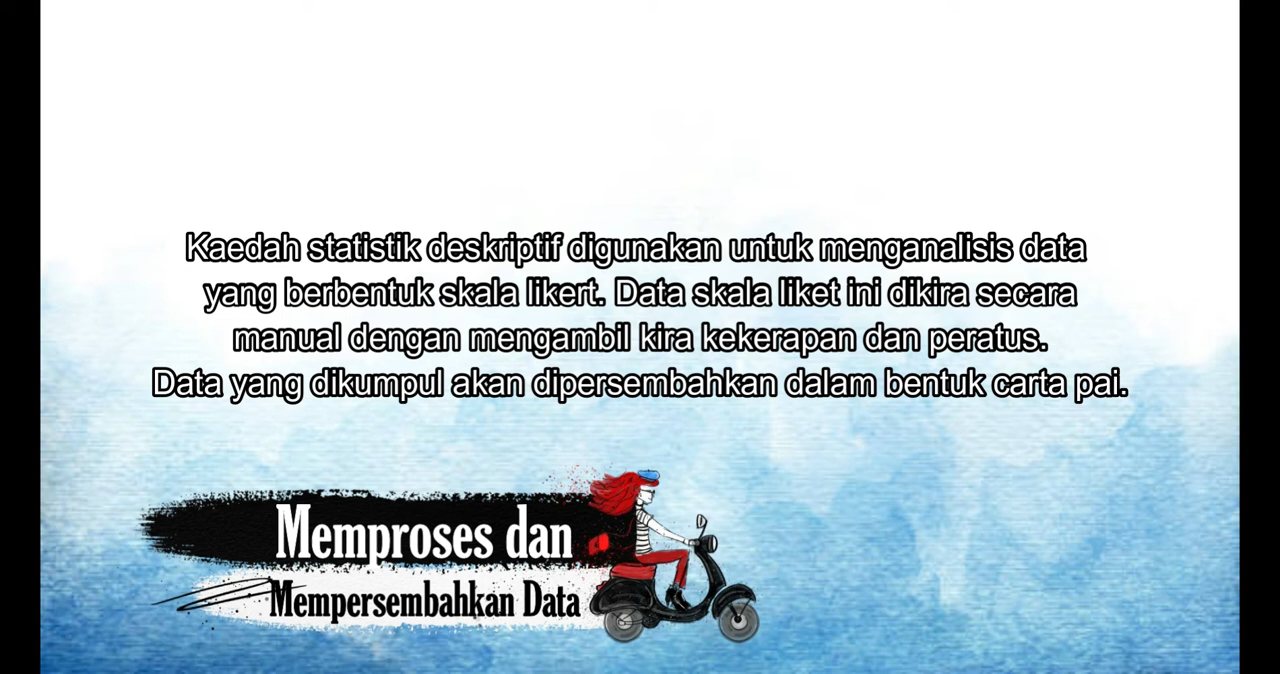 Kaedah statistik deskriptif digunakan untuk menganalisis data
yang berbentuk skala likert. Data skala liket ini dikira secara
manual dengan mengambil kira kekerapan dan peratus.
Data yang dikumpul akan dipersembahkan dalam bentuk carta pai.
Memproses dan
Mempersembahkan Data